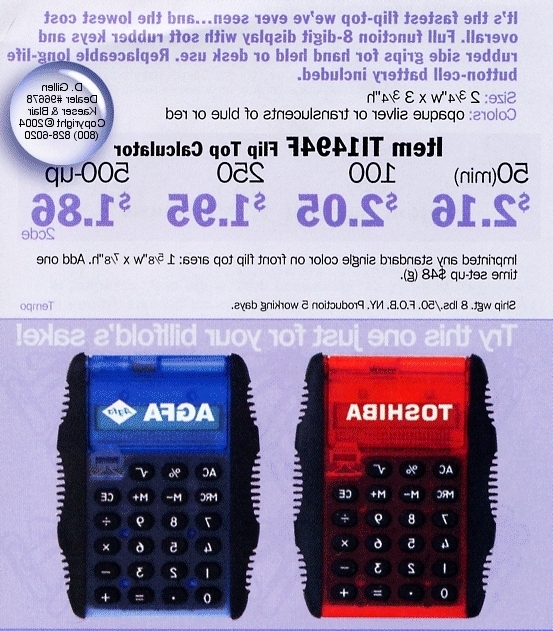 It's the fastest flip-top we've ever seen...and the lowest cost
overall. Full function 8-digit display with soft rubber keys and
rubber side grips for hand held or desk use. Replaceable long-life
button-cell battery included.
Size: 2 3/4"w x 3 3/4"h
Colors: opaque silver or translucents of blue or red
D. Gillen
Dealer #96678
Kaeser & Blair
Copyright ©2004
(800) 828-6020
Item TI1494F Flip Top Calculator
50(min) 100 250 500-up
$2.16 $2.05 $1.95 $1.86
2cde
Imprinted any standard single color on front flip top area: 1 5/8"w x 7/8"h. Add one
time set-up $48 (g).
Ship wgt. 8 lbs./50. F.O.B. NY. Production 5 working days.
Tempo
Try this one just for your billfold's sake!
TOSHIBA
AC % √
MRC M− M+ CE
7 8 9 ÷
4 5 6 ×
1 2 3 −
0 · = +
AGFA Agfa
AC % √
MRC M− M+ CE
7 8 9 ÷
4 5 6 ×
1 2 3 −
0 · = +